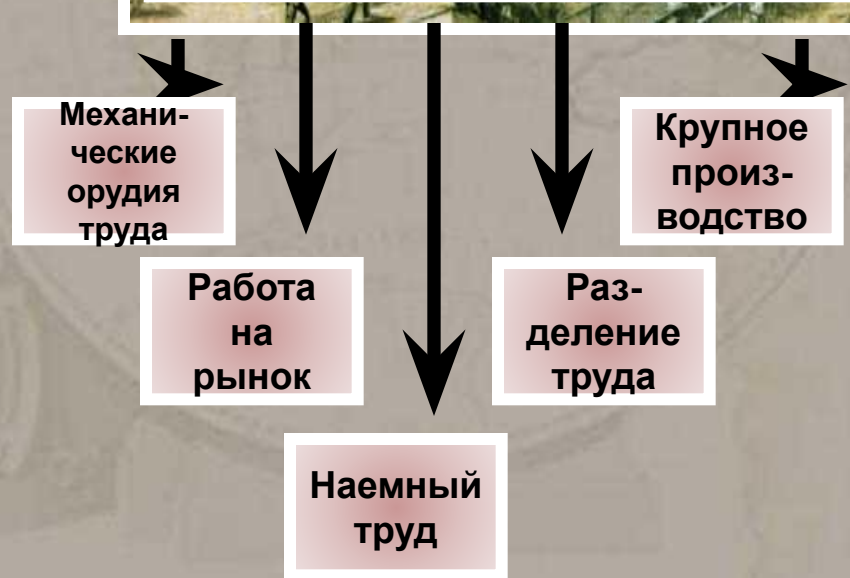 Механи-
ческие
орудия
труда
Крупное
произ-
водство
Работа
на
рынок
Раз-
деление
труда
Наемный
труд